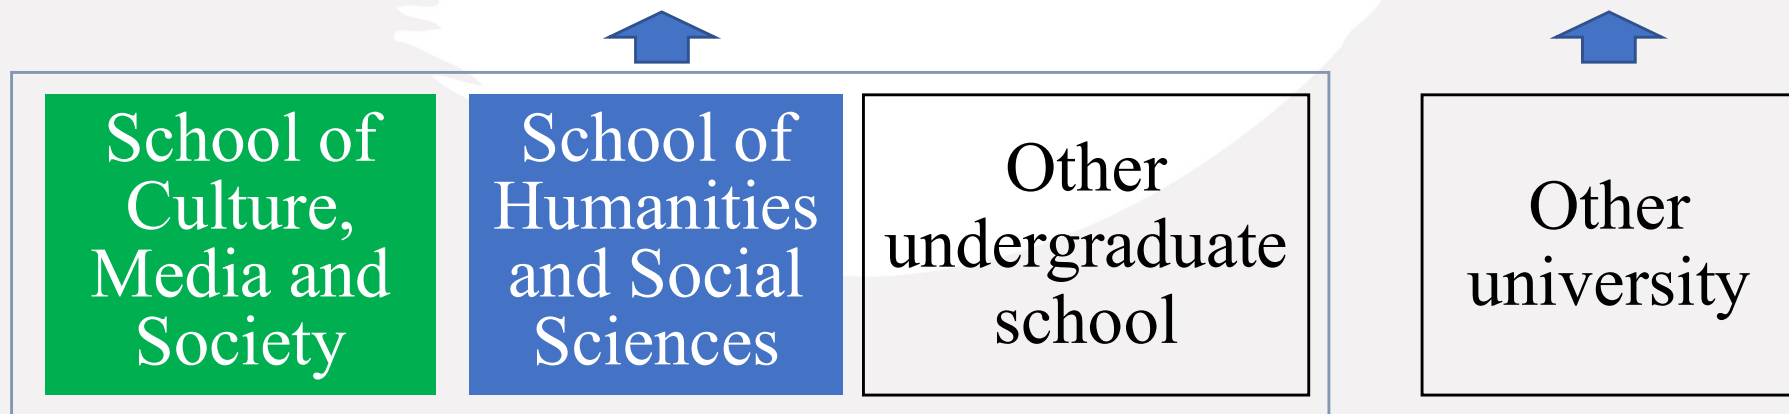 School of
Culture,
Media and
Society
School of
Humanities
and Social
Sciences
Other
undergraduate
school
Other
university